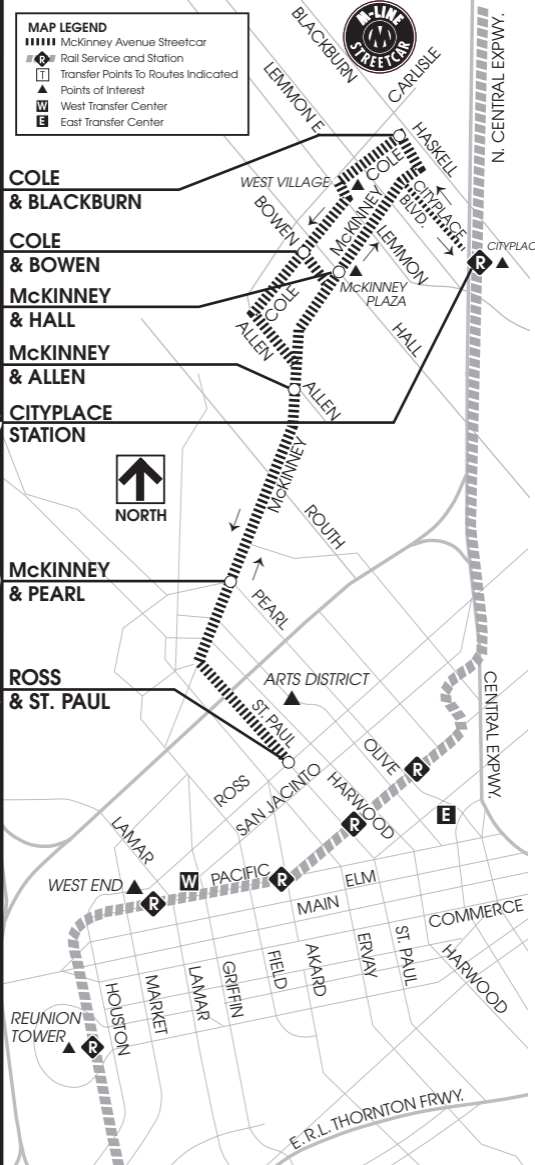 MAP LEGEND
McKinney Avenue Streetcar
R Rail Service and Station
T Transfer Points To Routes Indicated
Points of Interest
W West Transfer Center
E East Transfer Center
M-LINE
M
STREETCAR
BLACKBURN
CARLISLE
N. CENTRAL EXPWY.
LEMMON E
HASKELL
COLE
& BLACKBURN
WEST VILLAGE
COLE
CITYPLACE
BLVD.
BOWEN
McKINNEY
LEMMON
COLE
& BOWEN
CITYPLAC
R
McKINNEY
PLAZA
McKINNEY
& HALL
COLE
ALLEN
HALL
McKINNEY
& ALLEN
ALLEN
CITYPLACE
STATION
McKINNEY
NORTH
ROUTH
McKINNEY
& PEARL
PEARL
ROSS
& ST. PAUL
ARTS DISTRICT
CENTRAL EXPWY.
ST. PAUL
OLIVE
R
ROSS
SAN JACINTO
HARWOOD
E
R
LAMAR
WEST END
W
PACIFIC
R
ELM
R
MAIN
COMMERCE
HOUSTON
MARKET
LAMAR
GRIFFIN
FIELD
AKARD
ERVAY
ST. PAUL
HARWOOD
REUNION
TOWER
R
E.R.L. THORNTON FRWY.